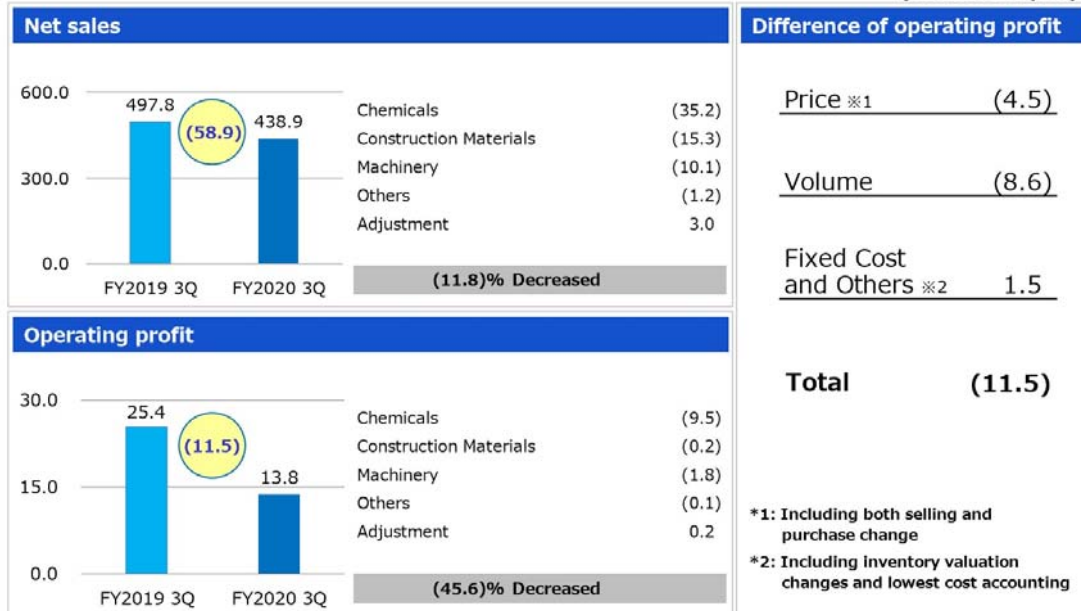 Net sales
600.0
300.0
0.0
497.8
(58.9)
438.9
FY2019 3Q FY2020 3Q
Chemicals (35.2)
Construction Materials (15.3)
Machinery (10.1)
Others (1.2)
Adjustment 3.0
(11.8)% Decreased
Operating profit
30.0
15.0
0.0
25.4
(11.5)
13.8
FY2019 3Q FY2020 3Q
Chemicals (9.5)
Construction Materials (0.2)
Machinery (1.8)
Others (0.1)
Adjustment 0.2
(45.6)% Decreased
Difference of operating profit
Price ※1 (4.5)
Volume (8.6)
Fixed Cost
and Others ※2 1.5
Total (11.5)
*1: Including both selling and
purchase change
*2: Including inventory valuation
changes and lowest cost accounting